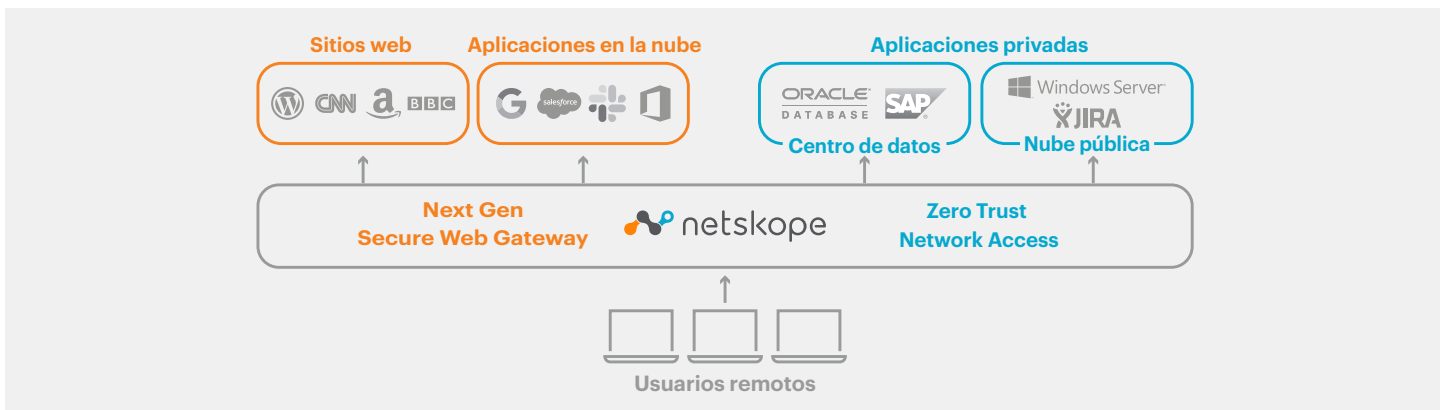 Sitios web
Aplicaciones en la nube
Aplicaciones privadas
CNN
a
BBC
G
salesforce
ORACLE
DATABASE
SAP
Windows Server
JIRA
Centro de datos
Nube pública
Next Gen
Secure Web Gateway
netskope
Zero Trust
Network Access
Usuarios remotos